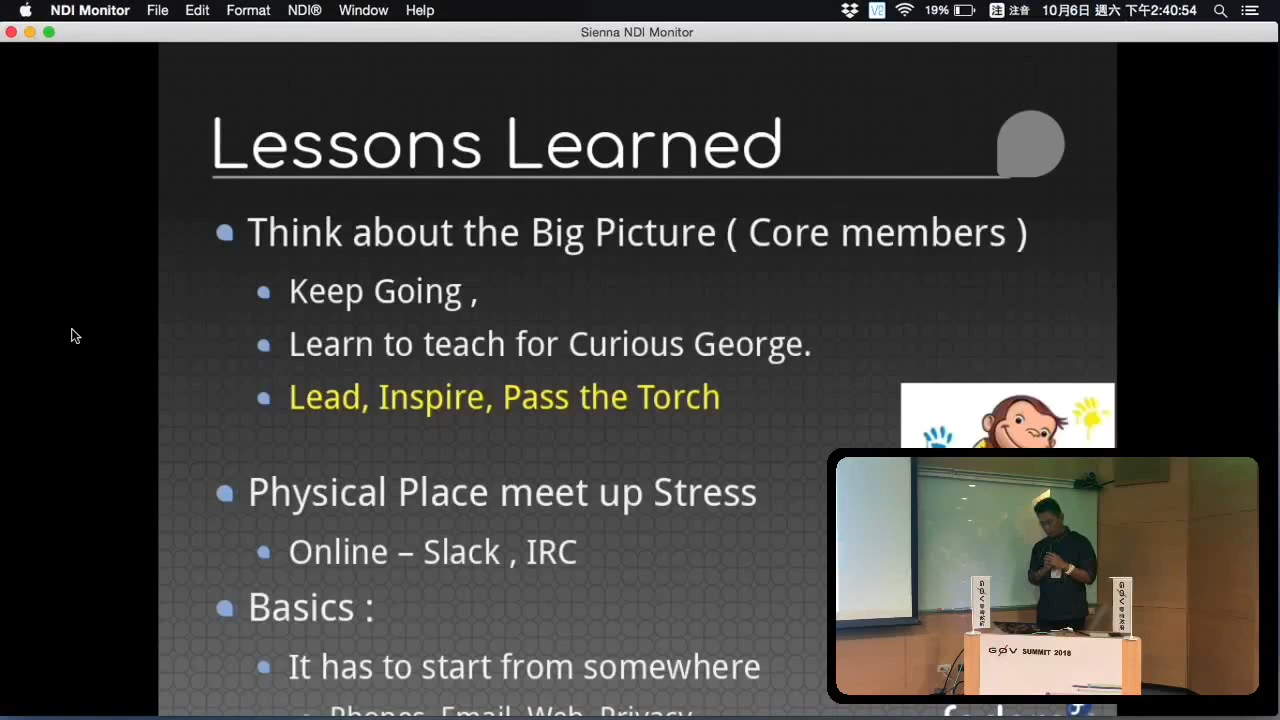 NDI Monitor File Edit Format NDI® Window Help 19% 注 注音 10月6日 週六 下午2:40:54
Sienna NDI Monitor
Lessons Learned
Think about the Big Picture ( Core members )
Keep Going ,
Learn to teach for Curious George.
Lead, Inspire, Pass the Torch
Physical Place meet up Stress
Online – Slack , IRC
Basics :
It has to start from somewhere
Phones, Email, Web, Privacy
GØV SUMMIT 2018